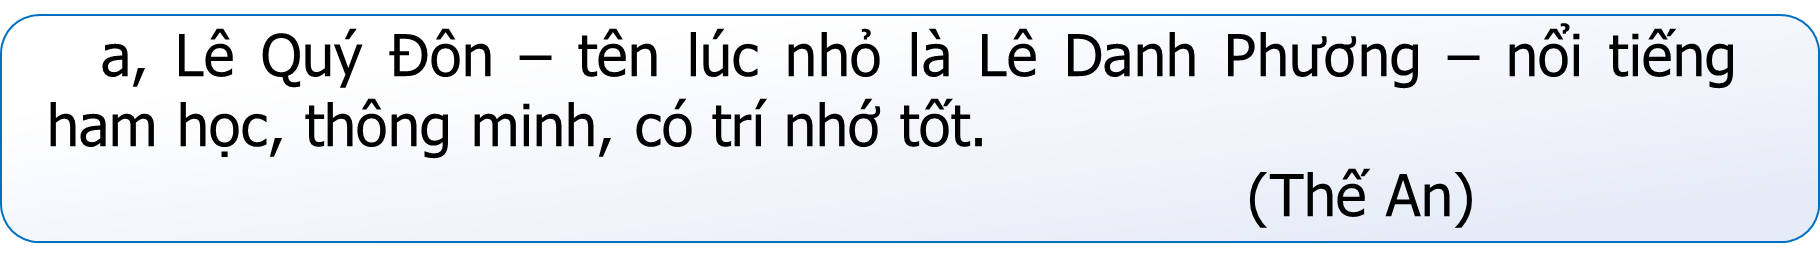 a, Lê Quý Đôn – tên lúc nhỏ là Lê Danh Phương – nổi tiếng
ham học, thông minh, có trí nhớ tốt.
(Thế An)